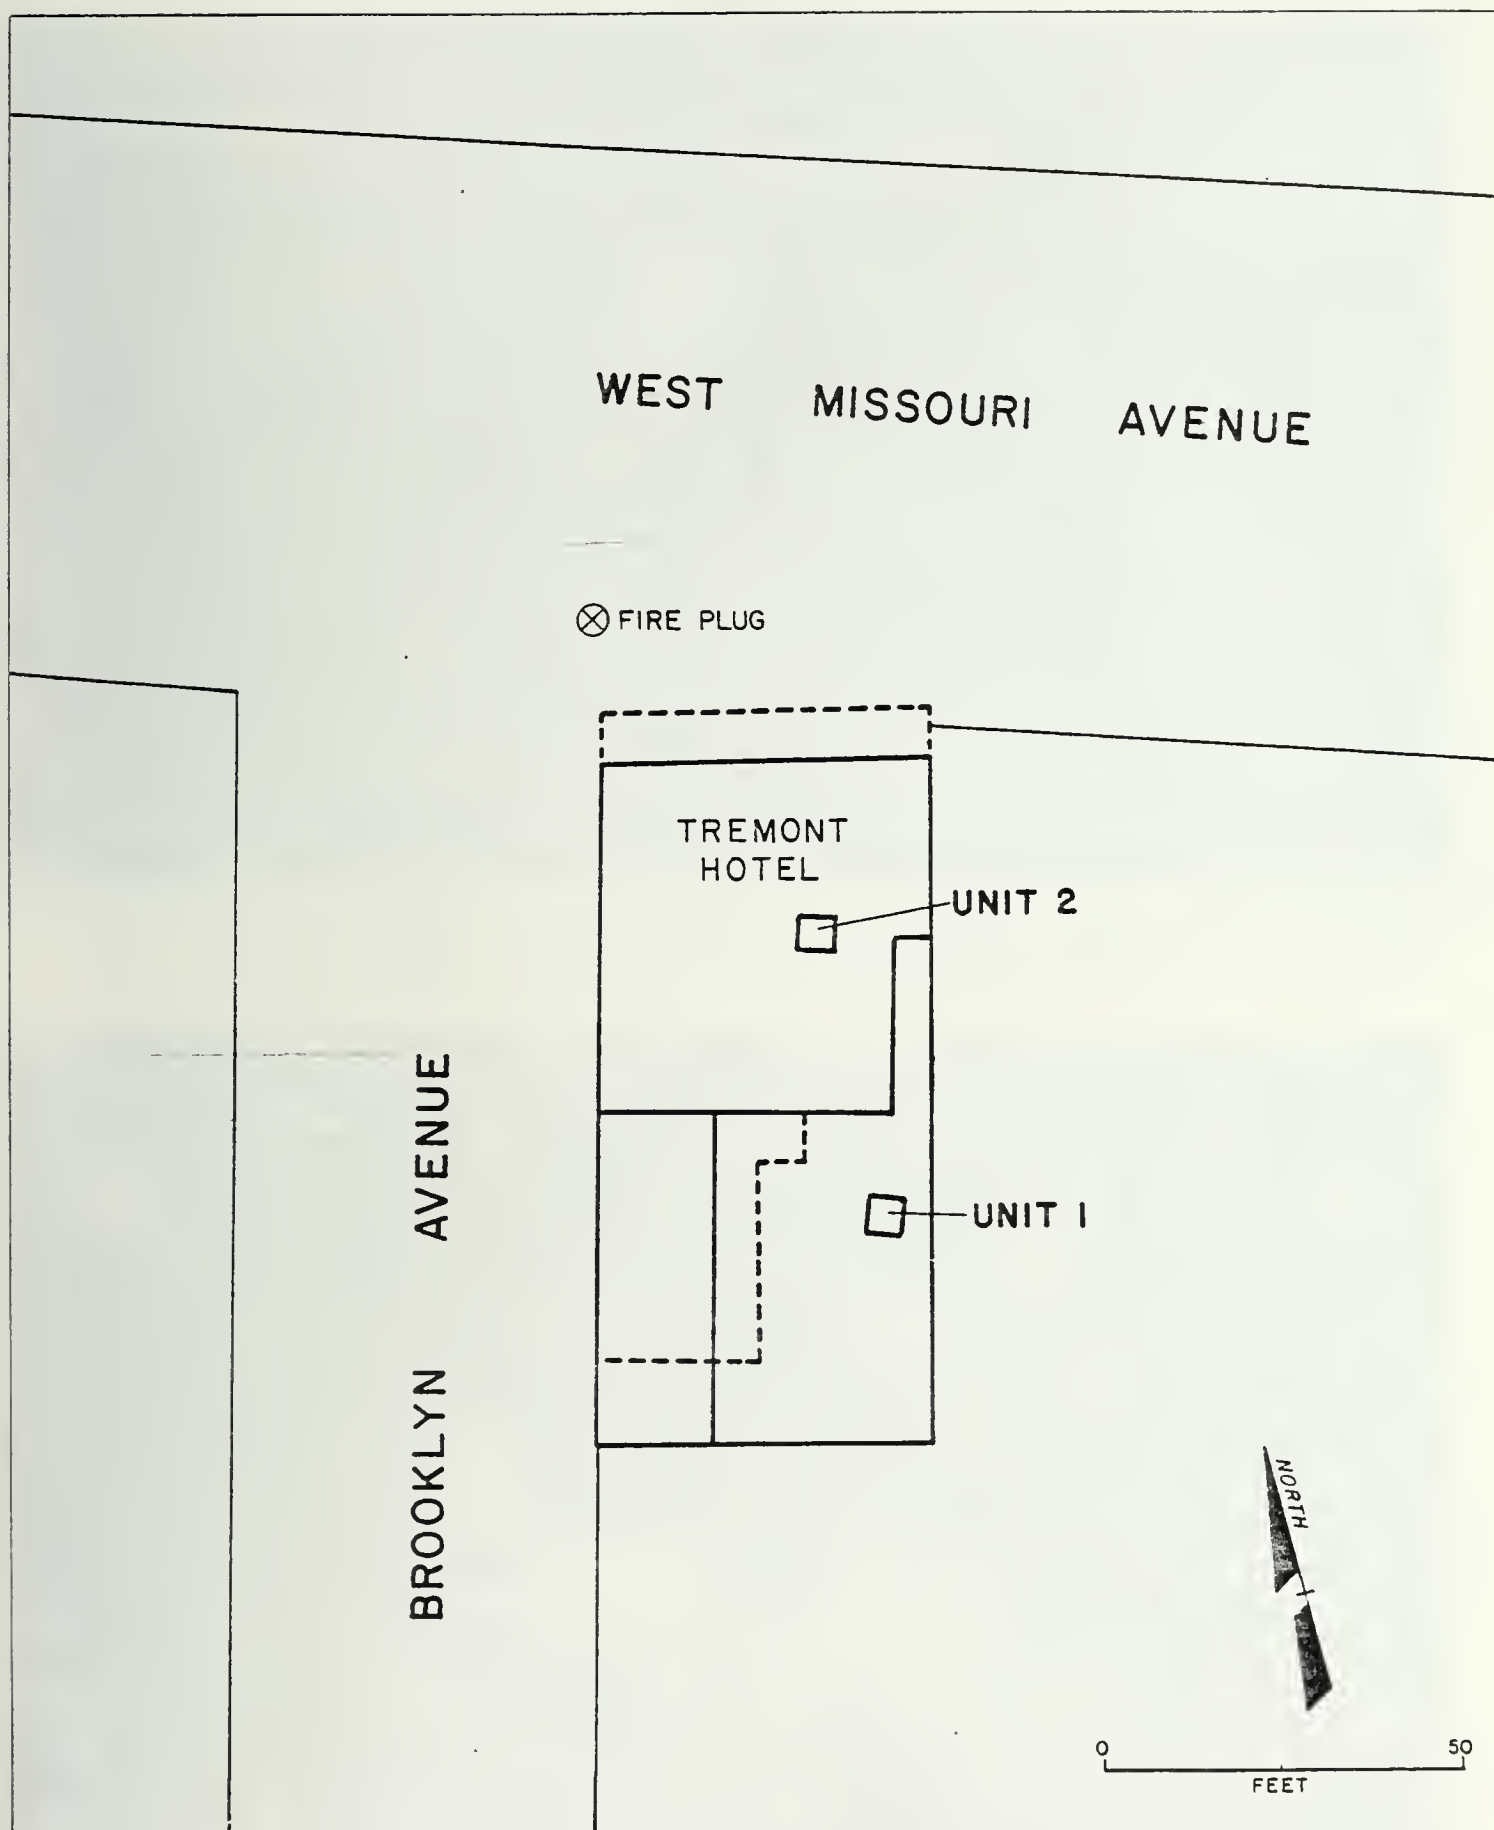 WEST MISSOURI AVENUE
FIRE PLUG
TREMONT
HOTEL
UNIT 2
BROOKLYN AVENUE
UNIT 1
NORTH
0 50
FEET